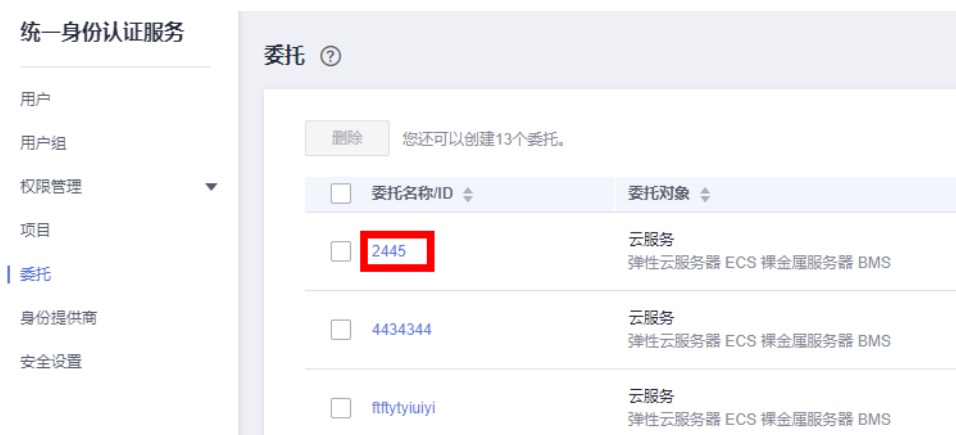 统一身份认证服务
用户
用户组
权限管理
项目
委托
身份提供商
安全设置
委托 ?
删除 您还可以创建13个委托。
委托名称/ID 委托对象
2445 云服务
弹性云服务器 ECS 裸金属服务器 BMS
4434344 云服务
弹性云服务器 ECS 裸金属服务器 BMS
ftftytyiuiyi 云服务
弹性云服务器 ECS 裸金属服务器 BMS